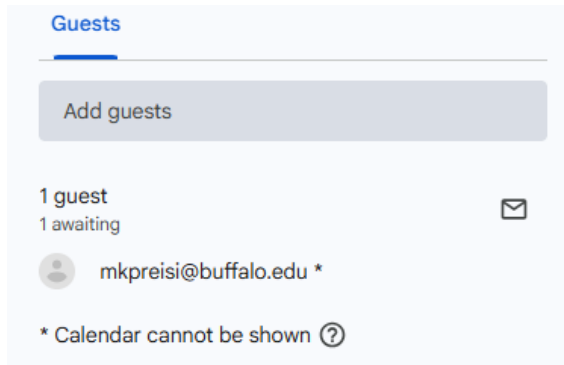 Guests
Add guests
1 guest
1 awaiting
mkpreisi@buffalo.edu *
* Calendar cannot be shown ?